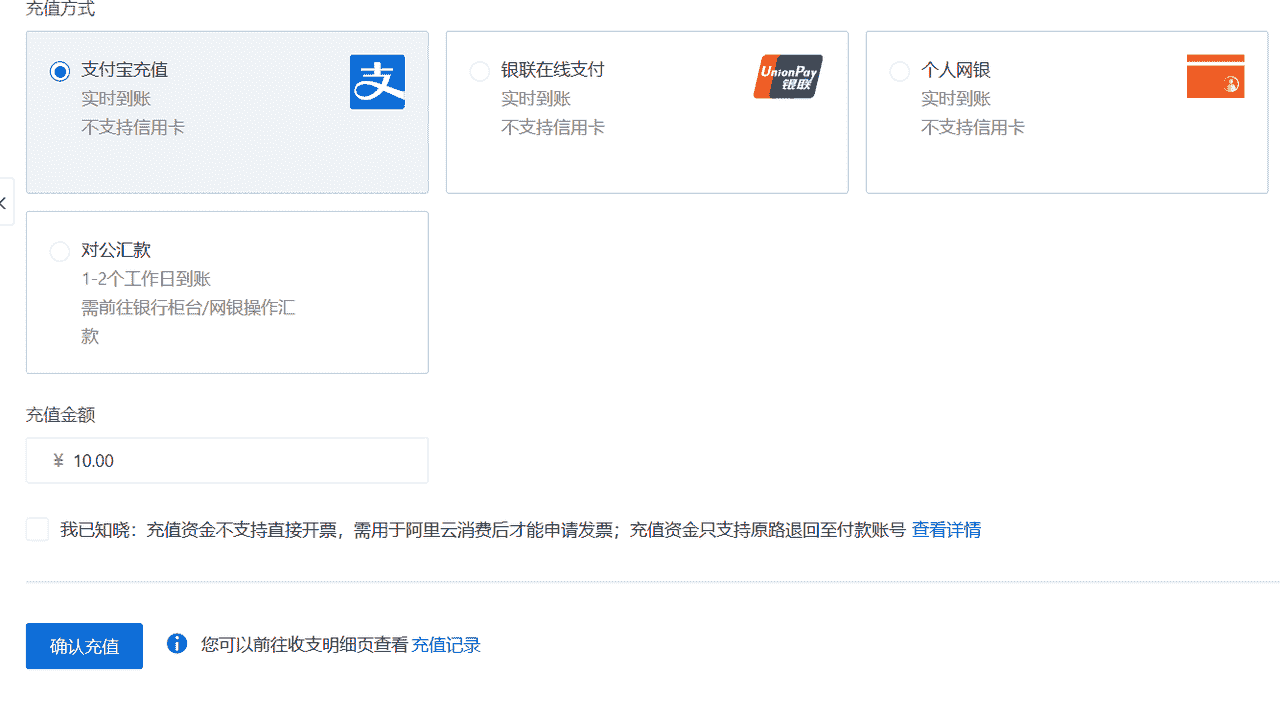 充值方式
支付宝充值
实时到账
不支持信用卡
支
银联在线支付
实时到账
不支持信用卡
UnionPay
银联
个人网银
实时到账
不支持信用卡
对公汇款
1-2个工作日到账
需前往银行柜台/网银操作汇
款
充值金额
¥ 10.00
我已知晓：充值资金不支持直接开票，需用于阿里云消费后才能申请发票；充值资金只支持原路退回至付款账号 查看详情
确认充值
您可以前往收支明细页查看 充值记录